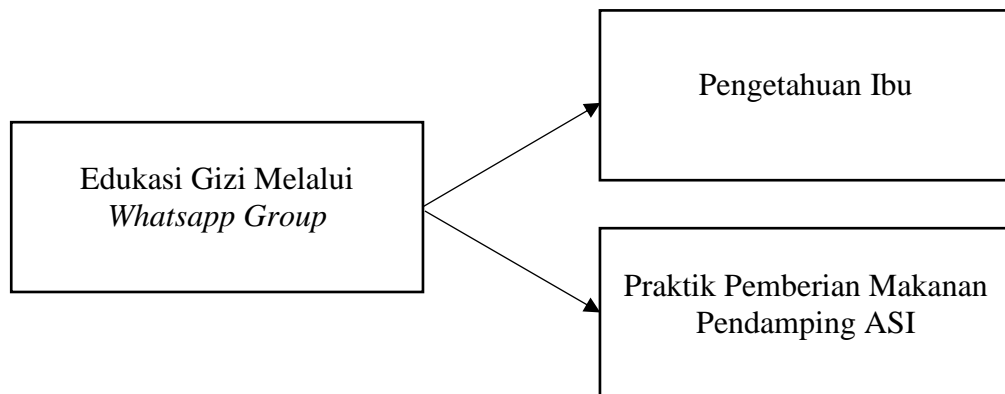 Pengetahuan Ibu
Edukasi Gizi Melalui
Whatsapp Group
Praktik Pemberian Makanan
Pendamping ASI